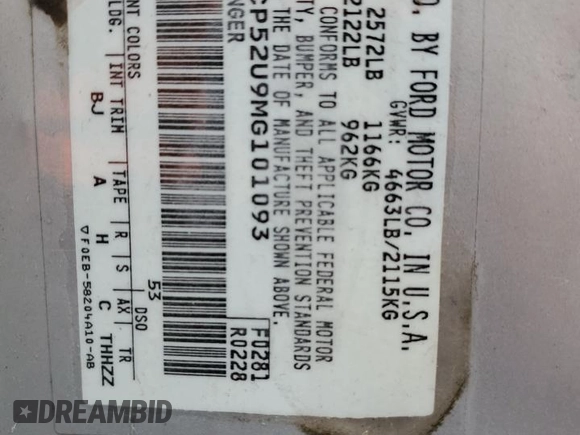 D. BY FORD MOTOR CO. IN U.S.A.
GVWR: 4663LB/2115KG
2572LB 1166KG
2122LB 962KG
CONFORMS TO ALL APPLICABLE FEDERAL MOTOR
TY, BUMPER, AND THEFT PREVENTION STANDARDS
THE DATE OF MANUFACTURE SHOWN ABOVE.
CP52U9MG101093
NGER
F0281
R0228
NT COLORS DSO
53
LDG. INT TRIM TAPE R S AX TR
BJ A H C THHZZ
▽F0EB-58204A10-AB
DREAMBID